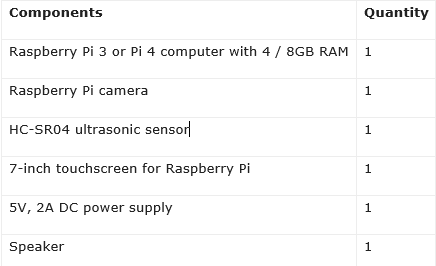 Components Quantity
Raspberry Pi 3 or Pi 4 computer with 4 / 8GB RAM 1
Raspberry Pi camera 1
HC-SR04 ultrasonic sensor 1
7-inch touchscreen for Raspberry Pi 1
5V, 2A DC power supply 1
Speaker 1